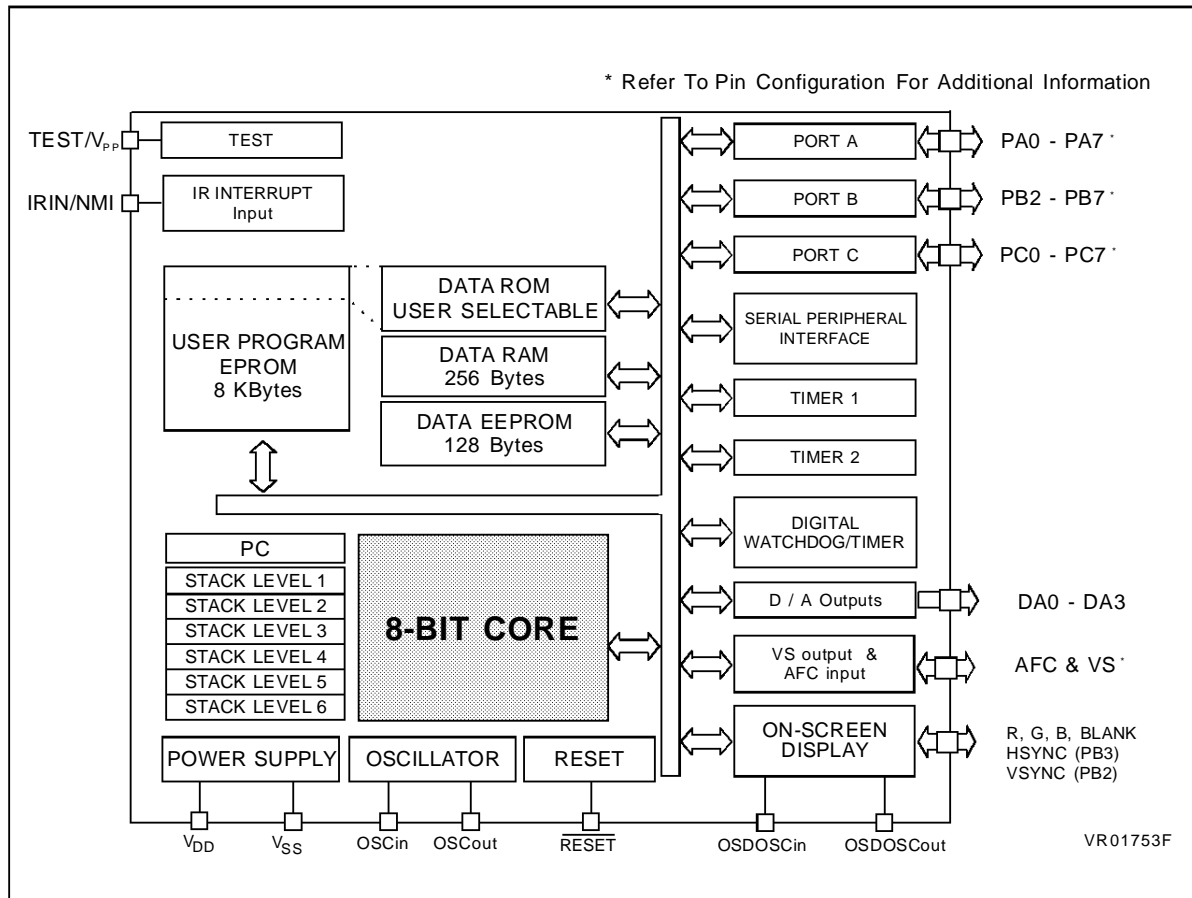 * Refer To Pin Configuration For Additional Information
TEST/VPP
TEST
IRIN/NMI
IR INTERRUPT
Input
USER PROGRAM
EPROM
8 KBytes
DATA ROM
USER SELECTABLE
DATA RAM
256 Bytes
DATA EEPROM
128 Bytes
PC
STACK LEVEL 1
STACK LEVEL 2
STACK LEVEL 3
STACK LEVEL 4
STACK LEVEL 5
STACK LEVEL 6
8-BIT CORE
POWER SUPPLY
OSCILLATOR
RESET
VDD
VSS
OSCin
OSCout
RESET
PORT A
PA0 - PA7 *
PORT B
PB2 - PB7 *
PORT C
PC0 - PC7 *
SERIAL PERIPHERAL
INTERFACE
TIMER 1
TIMER 2
DIGITAL
WATCHDOG/TIMER
D / A Outputs
DA0 - DA3
VS output &
AFC input
AFC & VS *
ON-SCREEN
DISPLAY
R, G, B, BLANK
HSYNC (PB3)
VSYNC (PB2)
OSDOSCin
OSDOSCout
VR01753F